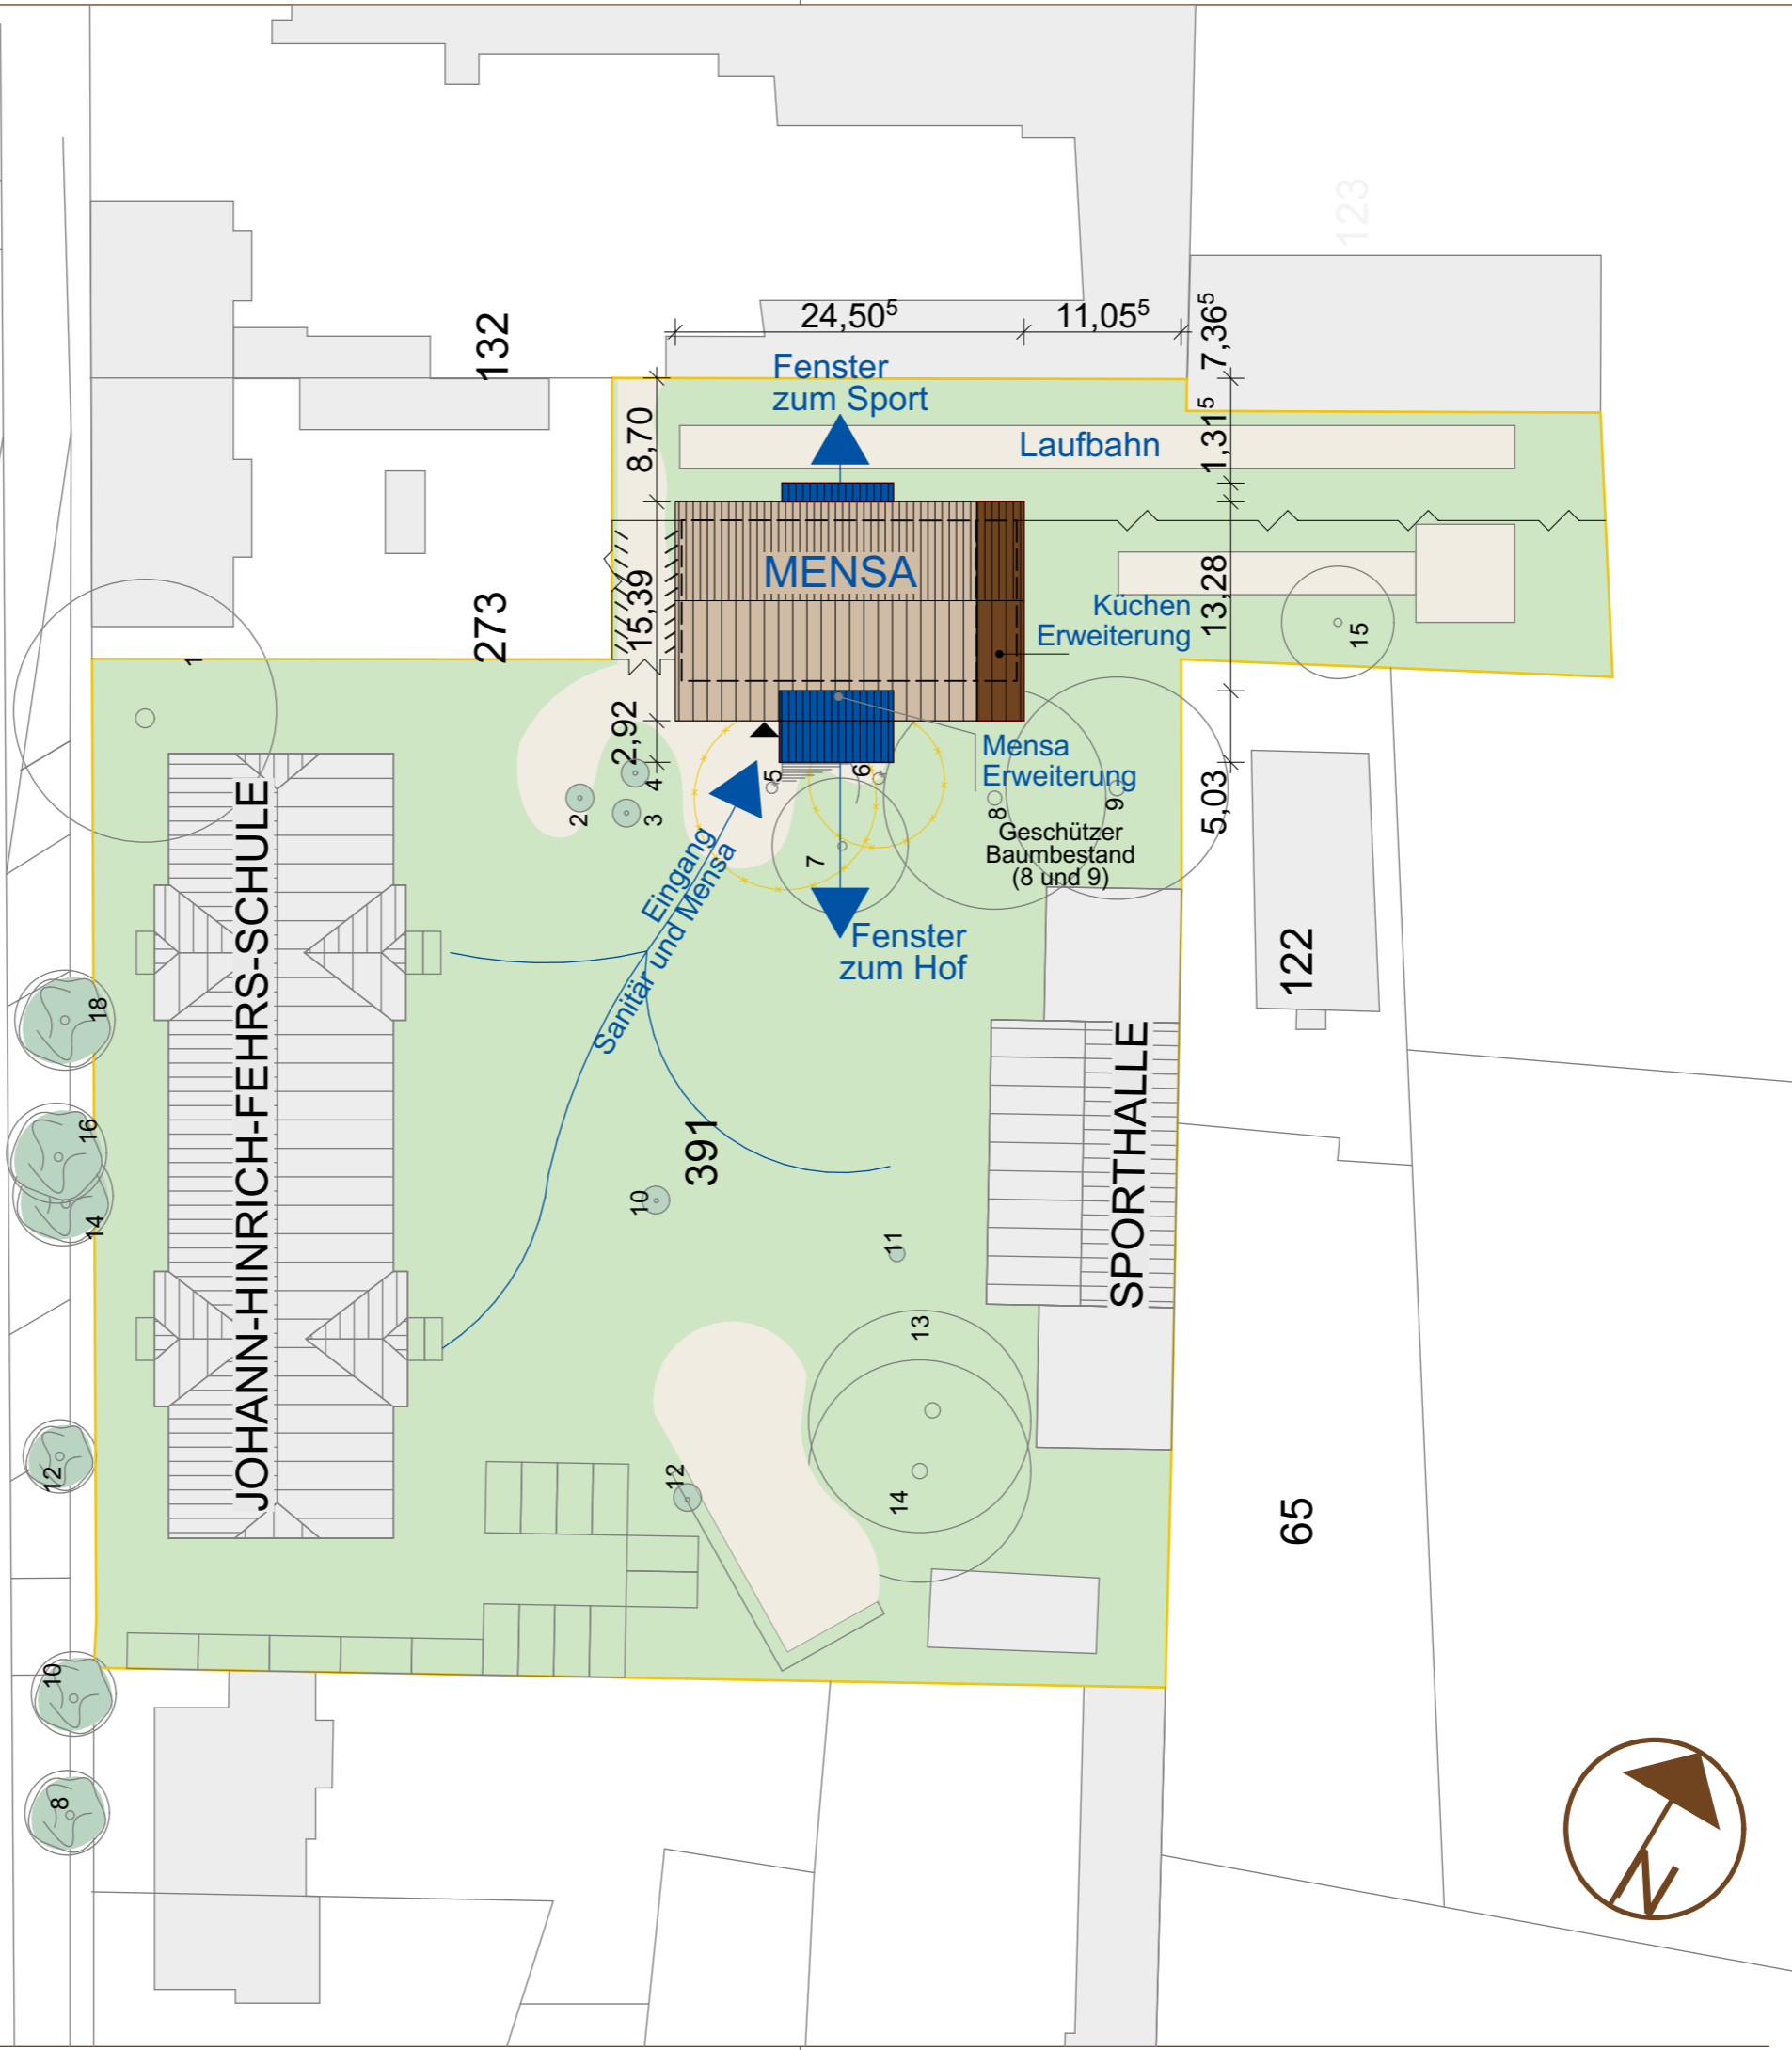 123
24,50⁵
11,05⁵
7,36⁵
132
Fenster
zum Sport
8,70
Laufbahn
1,31⁵
MENSA
15,39
273
Küchen
Erweiterung
13,28
15
1
2,92
Mensa
Erweiterung
2
3
4
5
6
7
8
9
5,03
Geschützer
Baumbestand
(8 und 9)
Eingang
Sanitär und Mensa
Fenster
zum Hof
122
JOHANN-HINRICH-FEHRS-SCHULE
18
16
14
391
SPORTHALLE
10
11
13
14
12
12
65
10
8
N